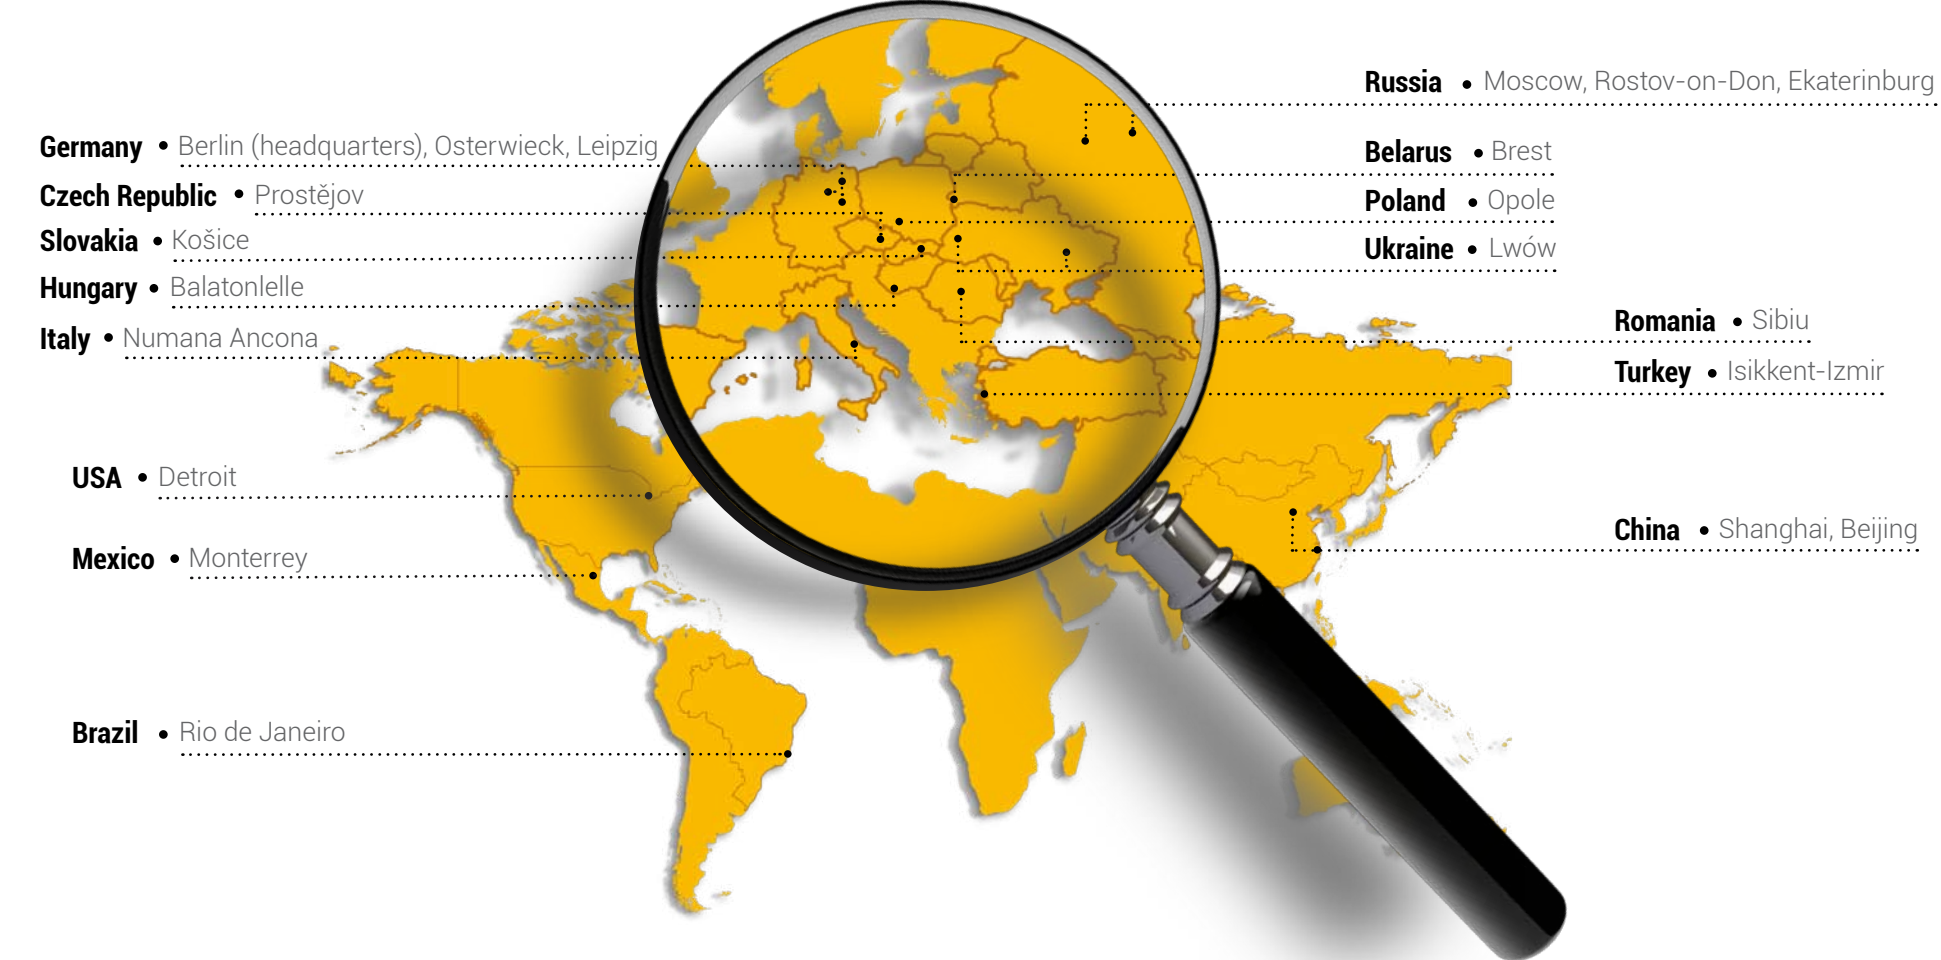 Germany • Berlin (headquarters), Osterwieck, Leipzig
Czech Republic • Prostějov
Slovakia • Košice
Hungary • Balatonlelle
Italy • Numana Ancona
USA • Detroit
Mexico • Monterrey
Brazil • Rio de Janeiro
Russia • Moscow, Rostov-on-Don, Ekaterinburg
Belarus • Brest
Poland • Opole
Ukraine • Lwów
Romania • Sibiu
Turkey • Isikkent-Izmir
China • Shanghai, Beijing